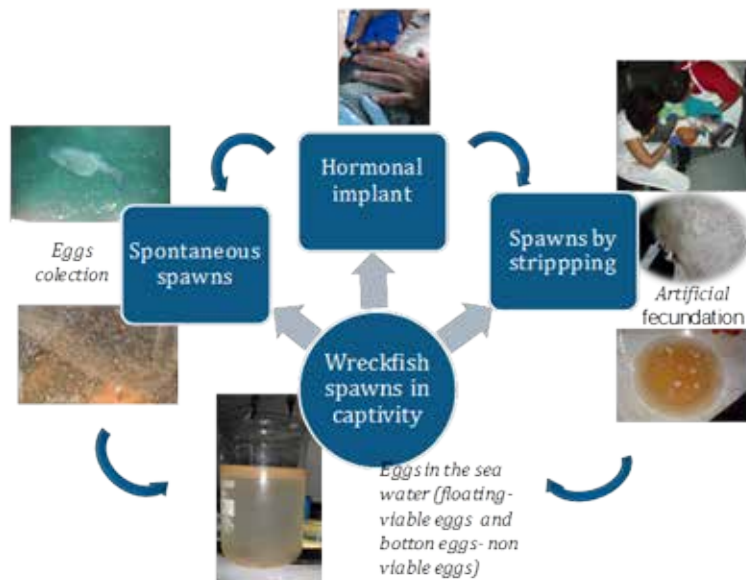 Hormonal
implant
Eggs
colection
Spontaneous
spawns
Spawns by
strippping
Artificial
fecundation
Wreckfish
spawns in
captivity
Eggs in the sea
water (floating-
viable eggs and
botton eggs- non
viable eggs)